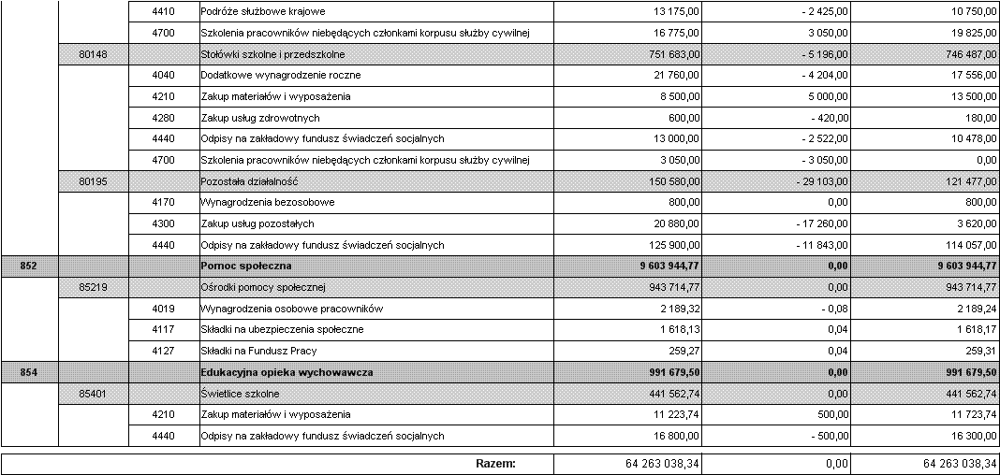 4410 Podróże służbowe krajowe 13 175,00 - 2 425,00 10 750,00
4700 Szkolenia pracowników niebędących członkami korpusu służby cywilnej 16 775,00 3 050,00 19 825,00
80148 Stołówki szkolne i przedszkolne 751 683,00 - 5 196,00 746 487,00
4040 Dodatkowe wynagrodzenie roczne 21 760,00 - 4 204,00 17 556,00
4210 Zakup materiałów i wyposażenia 8 500,00 5 000,00 13 500,00
4280 Zakup usług zdrowotnych 600,00 - 420,00 180,00
4440 Odpisy na zakładowy fundusz świadczeń socjalnych 13 000,00 - 2 522,00 10 478,00
4700 Szkolenia pracowników niebędących członkami korpusu służby cywilnej 3 050,00 - 3 050,00 0,00
80195 Pozostała działalność 150 580,00 - 29 103,00 121 477,00
4170 Wynagrodzenia bezosobowe 800,00 0,00 800,00
4300 Zakup usług pozostałych 20 880,00 - 17 260,00 3 620,00
4440 Odpisy na zakładowy fundusz świadczeń socjalnych 125 900,00 - 11 843,00 114 057,00
852 Pomoc społeczna 9 603 944,77 0,00 9 603 944,77
85219 Ośrodki pomocy społecznej 943 714,77 0,00 943 714,77
4019 Wynagrodzenia osobowe pracowników 2 189,32 - 0,08 2 189,24
4117 Składki na ubezpieczenia społeczne 1 618,13 0,04 1 618,17
4127 Składki na Fundusz Pracy 259,27 0,04 259,31
854 Edukacyjna opieka wychowawcza 991 679,50 0,00 991 679,50
85401 Świetlice szkolne 441 562,74 0,00 441 562,74
4210 Zakup materiałów i wyposażenia 11 223,74 500,00 11 723,74
4440 Odpisy na zakładowy fundusz świadczeń socjalnych 16 800,00 - 500,00 16 300,00
Razem: 64 263 038,34 0,00 64 263 038,34